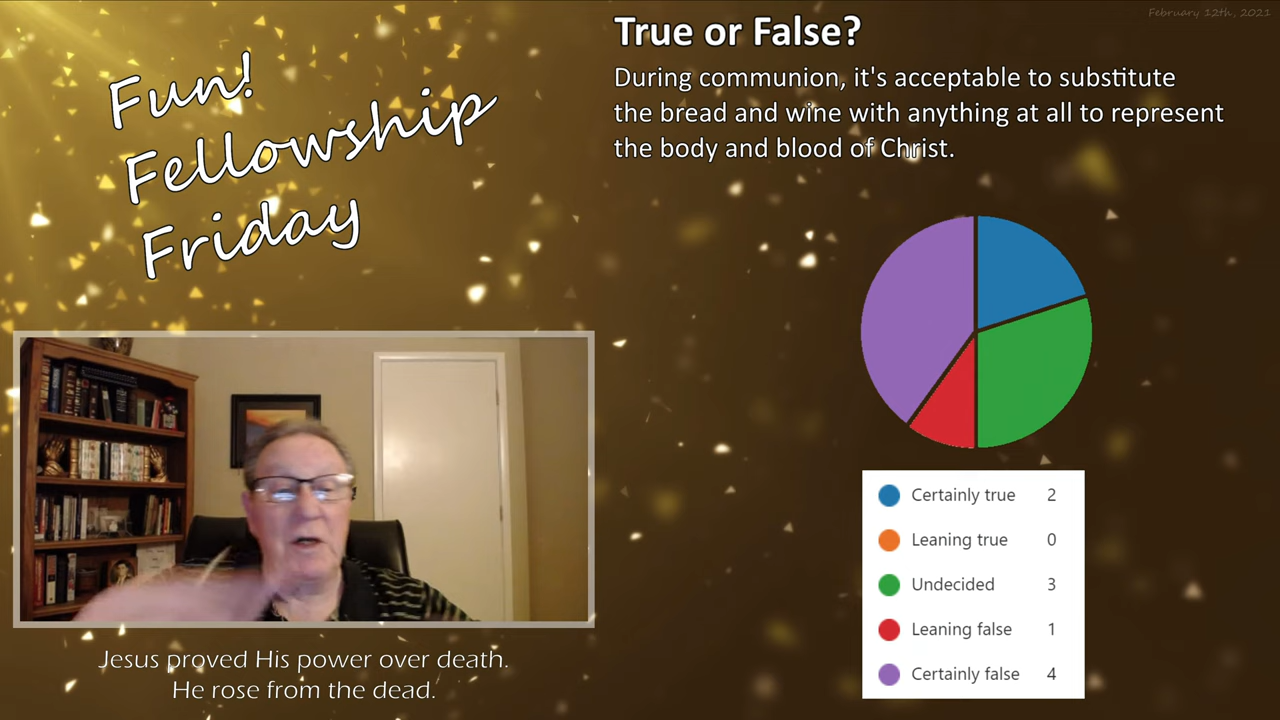 February 12th, 2021
Fun!
Fellowship
Friday
True or False?
During communion, it's acceptable to substitute
the bread and wine with anything at all to represent
the body and blood of Christ.
Certainly true 2
Leaning true 0
Undecided 3
Leaning false 1
Certainly false 4
Jesus proved His power over death.
He rose from the dead.